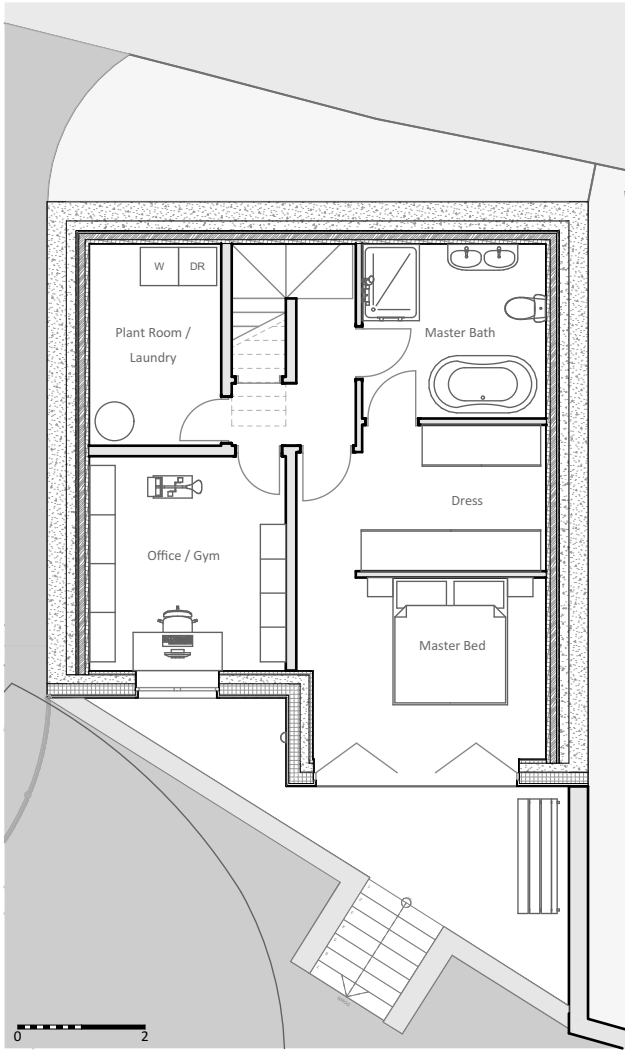 W
DR
Plant Room /
Laundry
Master Bath
Dress
Office / Gym
Master Bed
0
2